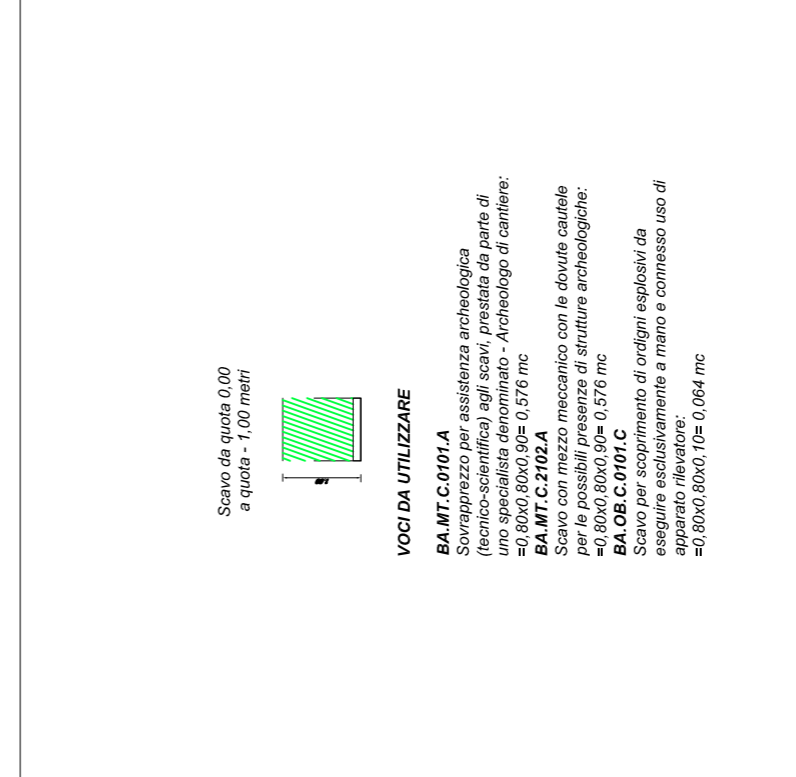 Scavo da quota 0,00
a quota - 1,00 metri
VOCI DA UTILIZZARE
BA.MT.C.0101.A
Sovrapprezzo per assistenza archeologica
(tecnico-scientifica) agli scavi, prestata da parte di
uno specialista denominato - Archeologo di cantiere:
=0,80x0,80x0,90= 0,576 mc
BA.MT.C.2102.A
Scavo con mezzo meccanico con le dovute cautele
per le possibili presenze di strutture archeologiche:
=0,80x0,80x0,90= 0,576 mc
BA.OB.C.0101.C
Scavo per scoprimento di ordigni esplosivi da
eseguire esclusivamente a mano e connesso uso di
apparato rilevatore:
=0,80x0,80x0,10= 0,064 mc